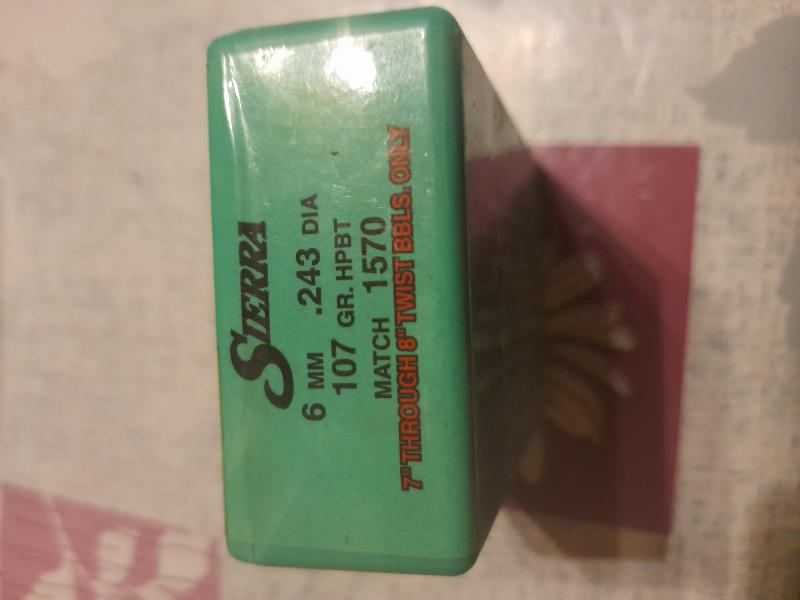 SIERRA
6 MM .243 DIA
107 GR. HPBT
MATCH 1570
7" THROUGH 8" TWIST BBLS. ONLY